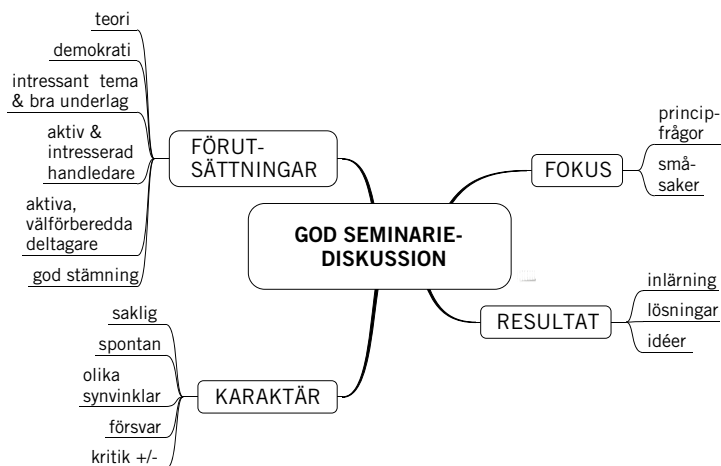 teori
demokrati
intressant tema
& bra underlag
aktiv &
intresserad
handledare
aktiva,
välförberedda
deltagare
god stämning
FÖRUT-
SÄTTNINGAR
GOD SEMINARIE-
DISKUSSION
FOKUS
princip-
frågor
små-
saker
RESULTAT
inlärning
lösningar
idéer
KARAKTÄR
saklig
spontan
olika
synvinklar
försvar
kritik +/-